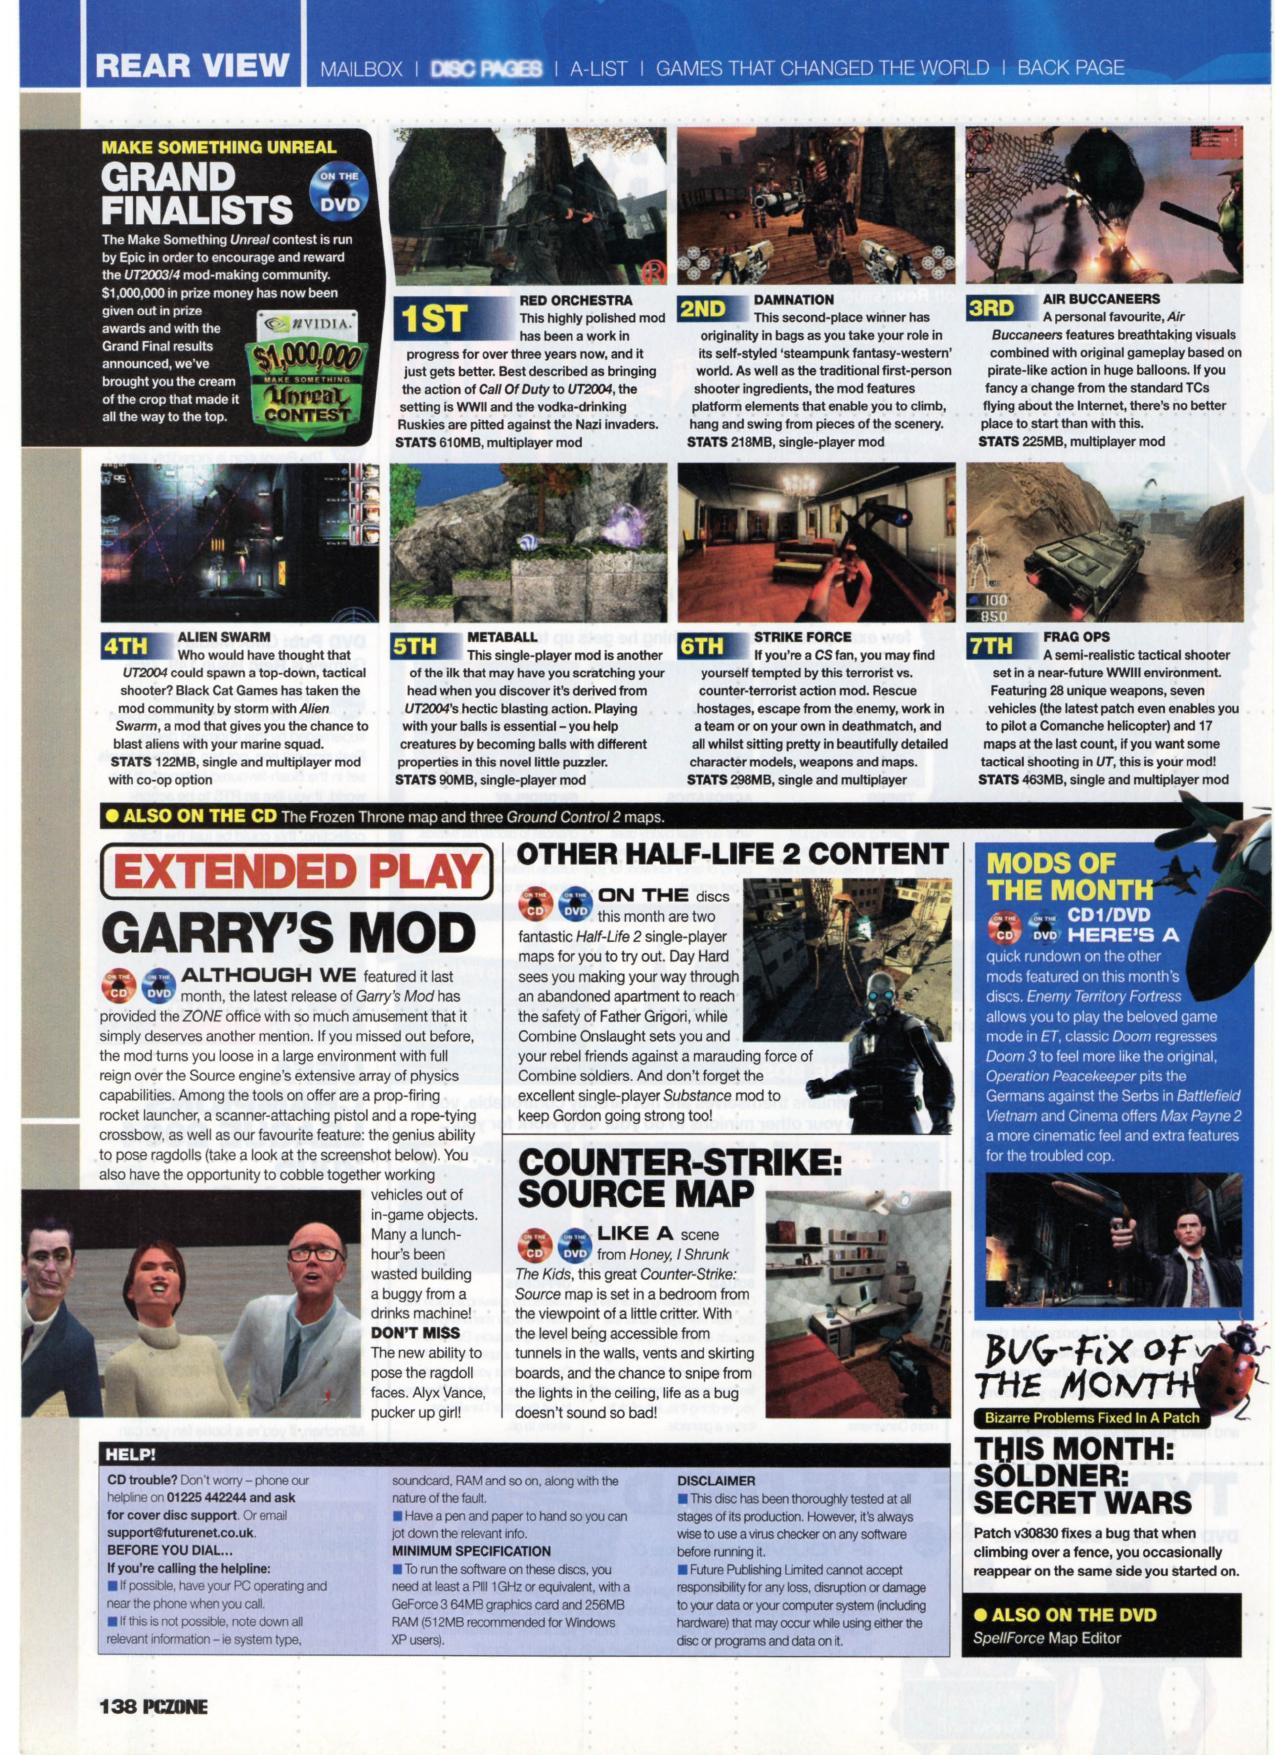 REAR VIEW
MAILBOX | DISC PAGES | A-LIST | GAMES THAT CHANGED THE WORLD | BACK PAGE
MAKE SOMETHING UNREAL
GRAND
FINALISTS
ON THE
DVD
The Make Something Unreal contest is run
by Epic in order to encourage and reward
the UT2003/4 mod-making community.
$1,000,000 in prize money has now been
given out in prize
awards and with the
Grand Final results
announced, we've
brought you the cream
of the crop that made it
all the way to the top.
NVIDIA.
$1,000,000
MAKE SOMETHING
Unreal
CONTEST
1ST
RED ORCHESTRA
This highly polished mod
has been a work in
progress for over three years now, and it
just gets better. Best described as bringing
the action of Call Of Duty to UT2004, the
setting is WWII and the vodka-drinking
Ruskies are pitted against the Nazi invaders.
STATS 610MB, multiplayer mod
2ND
DAMNATION
This second-place winner has
originality in bags as you take your role in
its self-styled 'steampunk fantasy-western'
world. As well as the traditional first-person
shooter ingredients, the mod features
platform elements that enable you to climb,
hang and swing from pieces of the scenery.
STATS 218MB, single-player mod
3RD
AIR BUCCANEERS
A personal favourite, Air
Buccaneers features breathtaking visuals
combined with original gameplay based on
pirate-like action in huge balloons. If you
fancy a change from the standard TCs
flying about the Internet, there's no better
place to start than with this.
STATS 225MB, multiplayer mod
4TH
ALIEN SWARM
Who would have thought that
UT2004 could spawn a top-down, tactical
shooter? Black Cat Games has taken the
mod community by storm with Alien
Swarm, a mod that gives you the chance to
blast aliens with your marine squad.
STATS 122MB, single and multiplayer mod
with co-op option
5TH
METABALL
This single-player mod is another
of the ilk that may have you scratching your
head when you discover it's derived from
UT2004's hectic blasting action. Playing
with your balls is essential – you help
creatures by becoming balls with different
properties in this novel little puzzler.
STATS 90MB, single-player mod
6TH
STRIKE FORCE
If you're a CS fan, you may find
yourself tempted by this terrorist vs.
counter-terrorist action mod. Rescue
hostages, escape from the enemy, work in
a team or on your own in deathmatch, and
all whilst sitting pretty in beautifully detailed
character models, weapons and maps.
STATS 298MB, single and multiplayer
100
850
7TH
FRAG OPS
A semi-realistic tactical shooter
set in a near-future WWIII environment.
Featuring 28 unique weapons, seven
vehicles (the latest patch even enables you
to pilot a Comanche helicopter) and 17
maps at the last count, if you want some
tactical shooting in UT, this is your mod!
STATS 463MB, single and multiplayer mod
● ALSO ON THE CD The Frozen Throne map and three Ground Control 2 maps.
EXTENDED PLAY
GARRY'S MOD
ON THE CD ON THE DVD ALTHOUGH WE featured it last
month, the latest release of Garry's Mod has
provided the ZONE office with so much amusement that it
simply deserves another mention. If you missed out before,
the mod turns you loose in a large environment with full
reign over the Source engine's extensive array of physics
capabilities. Among the tools on offer are a prop-firing
rocket launcher, a scanner-attaching pistol and a rope-tying
crossbow, as well as our favourite feature: the genius ability
to pose ragdolls (take a look at the screenshot below). You
also have the opportunity to cobble together working
vehicles out of
in-game objects.
Many a lunch-
hour's been
wasted building
a buggy from a
drinks machine!
DON'T MISS
The new ability to
pose the ragdoll
faces. Alyx Vance,
pucker up girl!
OTHER HALF-LIFE 2 CONTENT
ON THE CD ON THE DVD ON THE discs
this month are two
fantastic Half-Life 2 single-player
maps for you to try out. Day Hard
sees you making your way through
an abandoned apartment to reach
the safety of Father Grigori, while
Combine Onslaught sets you and
your rebel friends against a marauding force of
Combine soldiers. And don't forget the
excellent single-player Substance mod to
keep Gordon going strong too!
COUNTER-STRIKE:
SOURCE MAP
ON THE CD ON THE DVD LIKE A scene
from Honey, I Shrunk
The Kids, this great Counter-Strike:
Source map is set in a bedroom from
the viewpoint of a little critter. With
the level being accessible from
tunnels in the walls, vents and skirting
boards, and the chance to snipe from
the lights in the ceiling, life as a bug
doesn't sound so bad!
MODS OF
THE MONTH
ON THE CD ON THE DVD CD1/DVD
HERE'S A
quick rundown on the other
mods featured on this month's
discs. Enemy Territory Fortress
allows you to play the beloved game
mode in ET, classic Doom regresses
Doom 3 to feel more like the original,
Operation Peacekeeper pits the
Germans against the Serbs in Battlefield
Vietnam and Cinema offers Max Payne 2
a more cinematic feel and extra features
for the troubled cop.
BUG-FiX OF
THE MONTH
Bizarre Problems Fixed In A Patch
THIS MONTH:
SÖLDNER:
SECRET WARS
Patch v30830 fixes a bug that when
climbing over a fence, you occasionally
reappear on the same side you started on.
● ALSO ON THE DVD
SpellForce Map Editor
HELP!
CD trouble? Don't worry – phone our
helpline on 01225 442244 and ask
for cover disc support. Or email
support@futurenet.co.uk.
BEFORE YOU DIAL...
If you're calling the helpline:
■ If possible, have your PC operating and
near the phone when you call.
■ If this is not possible, note down all
relevant information – ie system type,
soundcard, RAM and so on, along with the
nature of the fault.
■ Have a pen and paper to hand so you can
jot down the relevant info.
MINIMUM SPECIFICATION
■ To run the software on these discs, you
need at least a PIII 1GHz or equivalent, with a
GeForce 3 64MB graphics card and 256MB
RAM (512MB recommended for Windows
XP users).
DISCLAIMER
■ This disc has been thoroughly tested at all
stages of its production. However, it's always
wise to use a virus checker on any software
before running it.
■ Future Publishing Limited cannot accept
responsibility for any loss, disruption or damage
to your data or your computer system (including
hardware) that may occur while using either the
disc or programs and data on it.
138 PCZONE